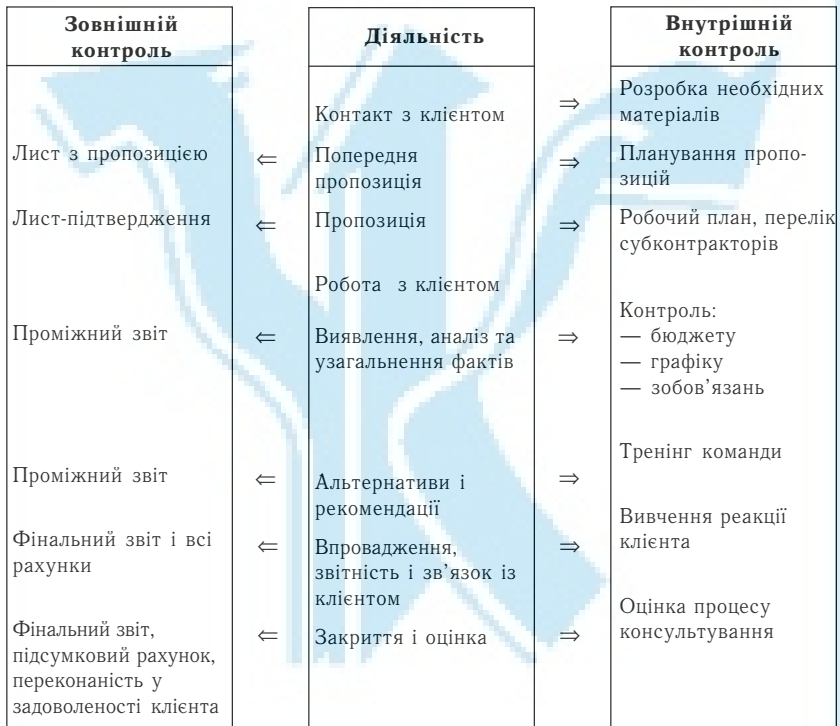 Зовнішній
контроль
Діяльність
Внутрішній
контроль
Контакт з клієнтом
⇒
Розробка необхідних
матеріалів
Лист з пропозицією
⇐
Попередня
пропозиція
⇒
Планування пропо-
зицій
Лист-підтвердження
⇐
Пропозиція
⇒
Робочий план, перелік
субконтракторів
Робота з клієнтом
Проміжний звіт
⇐
Виявлення, аналіз та
узагальнення фактів
⇒
Контроль:
— бюджету
— графіку
— зобов’язань
Тренінг команди
Проміжний звіт
⇐
Альтернативи і
рекомендації
⇒
Вивчення реакції
клієнта
Фінальний звіт і всі
рахунки
⇐
Впровадження,
звітність і зв’язок із
клієнтом
⇒
Оцінка процесу
консультування
Фінальний звіт,
підсумковий рахунок,
переконаність у
задоволеності клієнта
⇐
Закриття і оцінка
⇒